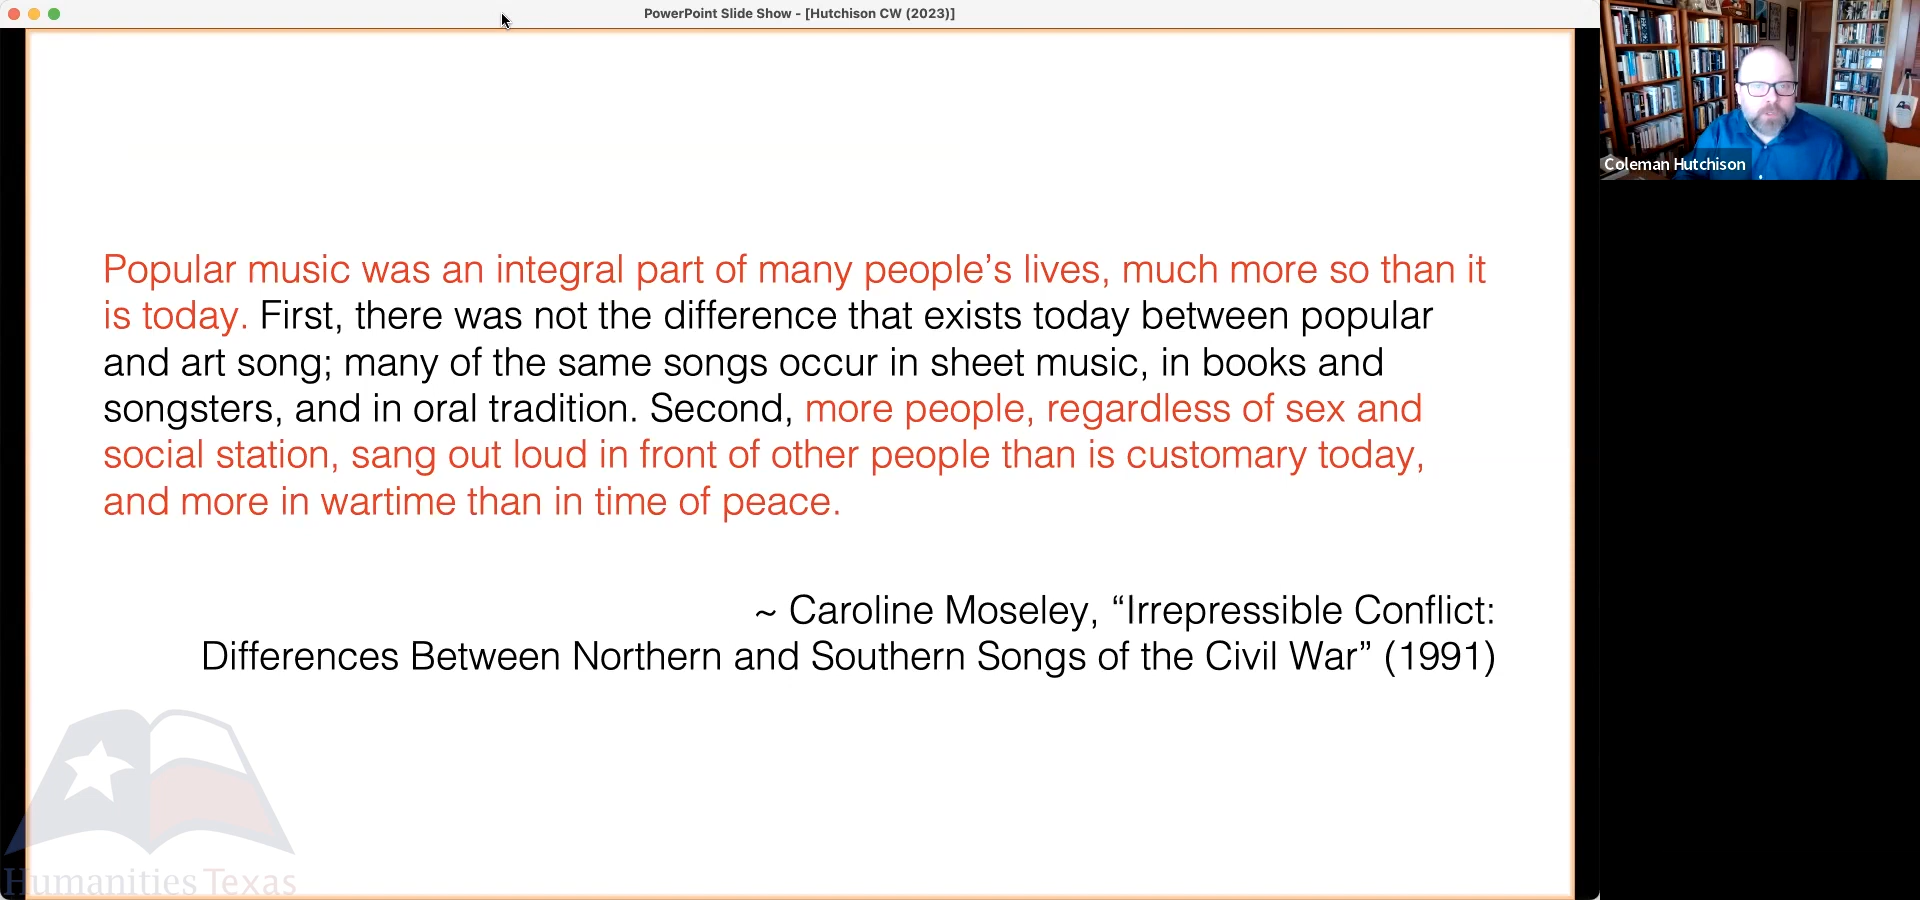 PowerPoint Slide Show - [Hutchison CW (2023)]
Coleman Hutchison
Popular music was an integral part of many people’s lives, much more so than it
is today. First, there was not the difference that exists today between popular
and art song; many of the same songs occur in sheet music, in books and
songsters, and in oral tradition. Second, more people, regardless of sex and
social station, sang out loud in front of other people than is customary today,
and more in wartime than in time of peace.
~ Caroline Moseley, “Irrepressible Conflict:
Differences Between Northern and Southern Songs of the Civil War” (1991)
Humanities Texas